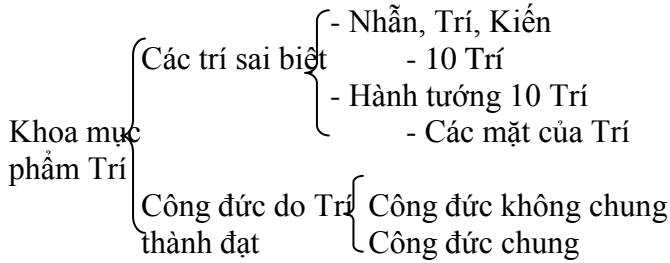 - Nhẫn, Trí, Kiến
Các trí sai biệt - 10 Trí
- Hành tướng 10 Trí
Khoa mục - Các mặt của Trí
phẩm Trí
Công đức do Trí Công đức không chung
thành đạt Công đức chung